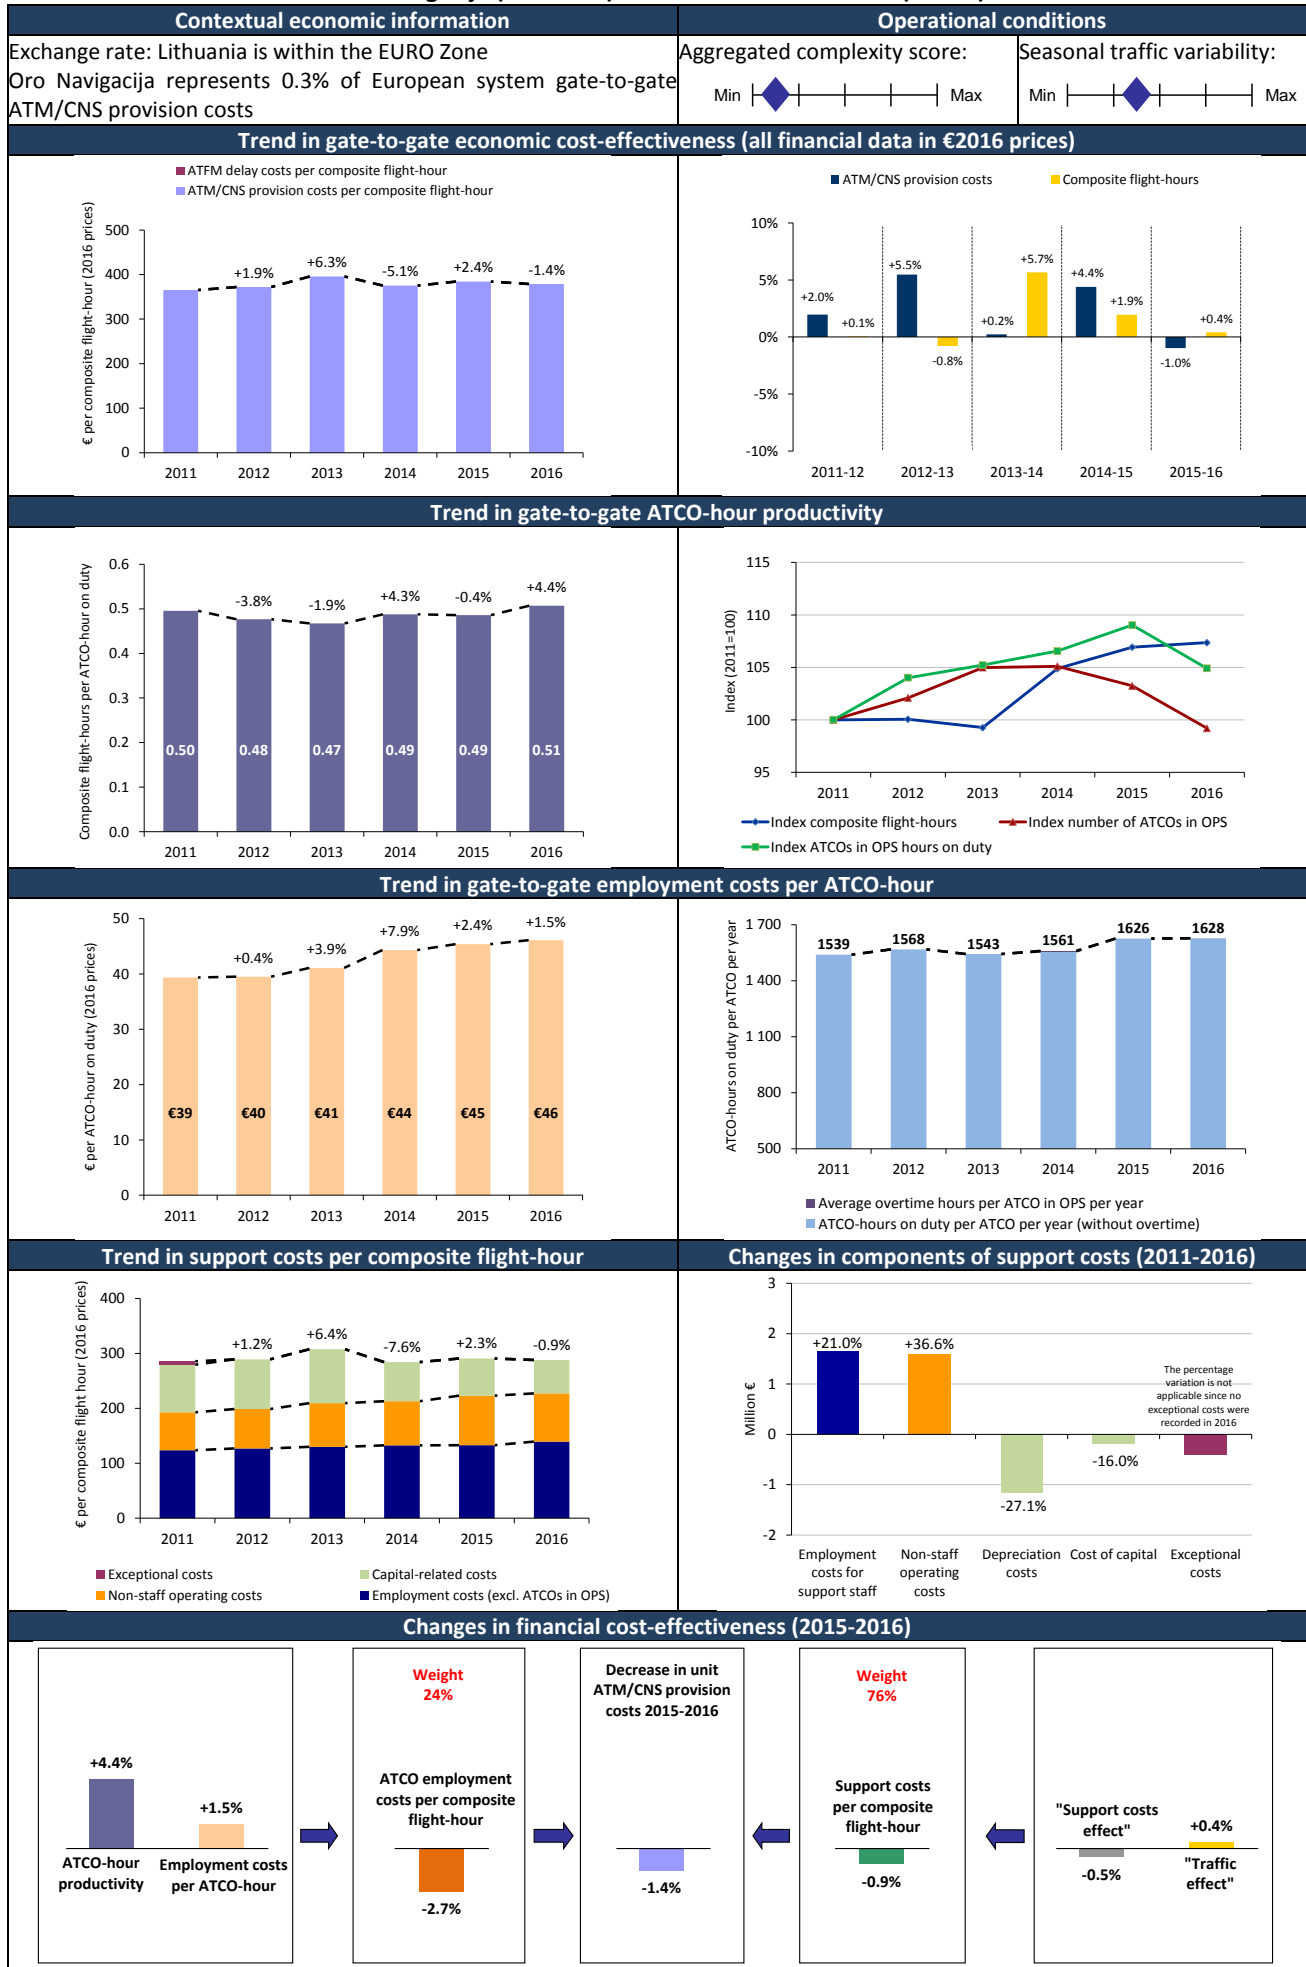 Contextual economic information
Operational conditions
Exchange rate: Lithuania is within the EURO Zone
Oro Navigacija represents 0.3% of European system gate-to-gate
ATM/CNS provision costs
Aggregated complexity score:
Min
Max
Seasonal traffic variability:
Min
Max
Trend in gate-to-gate economic cost-effectiveness (all financial data in €2016 prices)
ATFM delay costs per composite flight-hour
ATM/CNS provision costs per composite flight-hour
€ per composite flight-hour (2016 prices)
500
400
300
200
100
0
+1.9%
+6.3%
-5.1%
+2.4%
-1.4%
2011 2012 2013 2014 2015 2016
ATM/CNS provision costs
Composite flight-hours
10%
5%
0%
-5%
-10%
+2.0%
+0.1%
+5.5%
-0.8%
+0.2%
+5.7%
+4.4%
+1.9%
-1.0%
+0.4%
2011-12 2012-13 2013-14 2014-15 2015-16
Trend in gate-to-gate ATCO-hour productivity
Composite flight-hours per ATCO-hour on duty
0.6
0.5
0.4
0.3
0.2
0.1
0.0
-3.8%
-1.9%
+4.3%
-0.4%
+4.4%
0.50 0.48 0.47 0.49 0.49 0.51
2011 2012 2013 2014 2015 2016
Index (2011=100)
115
110
105
100
95
2011 2012 2013 2014 2015 2016
Index composite flight-hours
Index number of ATCOs in OPS
Index ATCOs in OPS hours on duty
Trend in gate-to-gate employment costs per ATCO-hour
€ per ATCO-hour on duty (2016 prices)
50
40
30
20
10
0
+0.4%
+3.9%
+7.9%
+2.4%
+1.5%
€39 €40 €41 €44 €45 €46
2011 2012 2013 2014 2015 2016
ATCO-hours on duty per ATCO per year
1 700
1 400
1 100
800
500
1539 1568 1543 1561 1626 1628
2011 2012 2013 2014 2015 2016
Average overtime hours per ATCO in OPS per year
ATCO-hours on duty per ATCO per year (without overtime)
Trend in support costs per composite flight-hour
Changes in components of support costs (2011-2016)
€ per composite flight hour (2016 prices)
400
300
200
100
0
+1.2%
+6.4%
-7.6%
+2.3%
-0.9%
2011 2012 2013 2014 2015 2016
Exceptional costs
Capital-related costs
Non-staff operating costs
Employment costs (excl. ATCOs in OPS)
Million €
3
2
1
0
-1
-2
+21.0%
+36.6%
-27.1%
-16.0%
The percentage
variation is not
applicable since no
exceptional costs were
recorded in 2016
Employment
costs for
support staff
Non-staff
operating
costs
Depreciation
costs
Cost of capital
Exceptional
costs
Changes in financial cost-effectiveness (2015-2016)
+4.4%
ATCO-hour
productivity
+1.5%
Employment costs
per ATCO-hour
Weight
24%
ATCO employment
costs per composite
flight-hour
-2.7%
Decrease in unit
ATM/CNS provision
costs 2015-2016
-1.4%
Weight
76%
Support costs
per composite
flight-hour
-0.9%
"Support costs
effect"
-0.5%
+0.4%
"Traffic
effect"